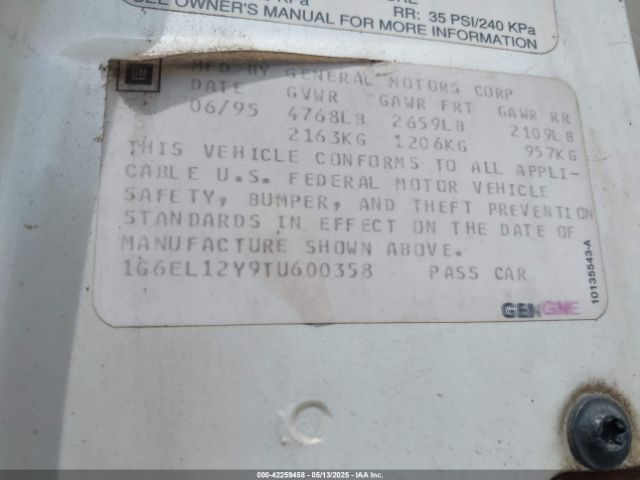 RR: 35 PSI/240 KPa
SEE OWNER'S MANUAL FOR MORE INFORMATION
GM
MFD BY GENERAL MOTORS CORP
DATE GVWR GAWR FRT GAWR RR
06/95 4768LB 2659LB 2109LB
2163KG 1206KG 957KG
THIS VEHICLE CONFORMS TO ALL APPLI-
CABLE U.S. FEDERAL MOTOR VEHICLE
SAFETY, BUMPER, AND THEFT PREVENTION
STANDARDS IN EFFECT ON THE DATE OF
MANUFACTURE SHOWN ABOVE.
1G6EL12Y9TU600358 PASS CAR
10135543-A
000-42259458 - 05/13/2025 - IAA Inc.